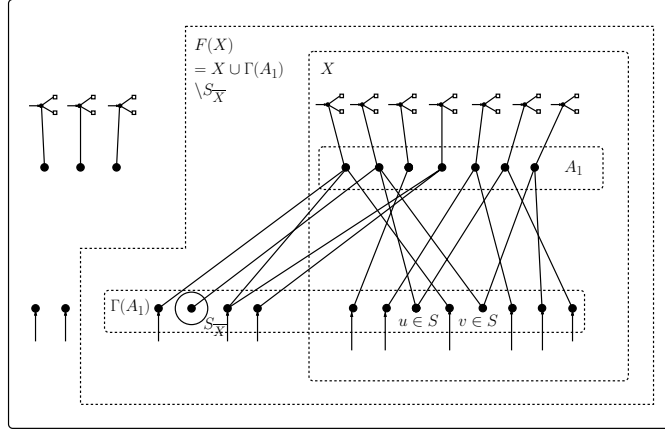 F(X)
= X ∪ Γ(A₁)
\S_X̅
X
A₁
Γ(A₁)
S_X̅
u ∈ S
v ∈ S